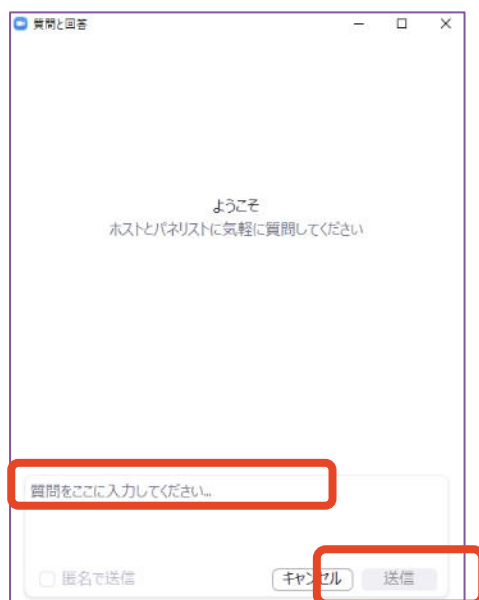 質問と回答
ようこそ
ホストとパネリストに気軽に質問してください
質問をここに入力してください...
匿名で送信
キャンセル
送信